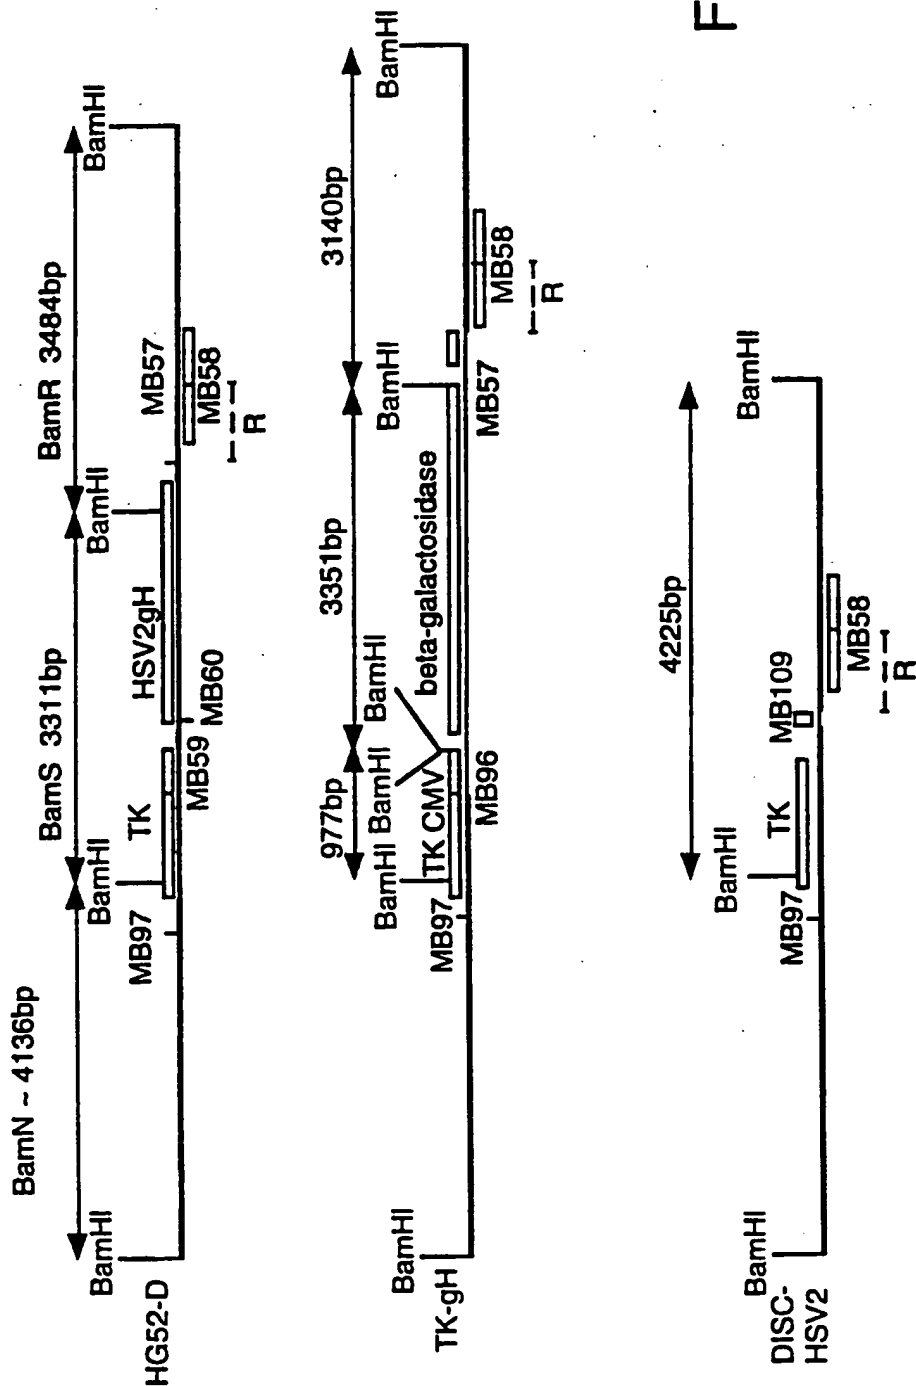 HG52-D
BamN ~ 4136bp
BamS 3311bp
BamR 3484bp
BamHI
BamHI
BamHI
BamHI
MB97
TK
MB59
MB60
HSV2gH
MB57
MB58
R
TK-gH
977bp
3351bp
3140bp
BamHI
BamHI
BamHI
BamHI
BamHI
BamHI
MB97
TK CMV
MB96
beta-galactosidase
MB57
MB58
R
DISC-
HSV2
4225bp
BamHI
BamHI
BamHI
MB97
TK
MB109
MB58
R
F